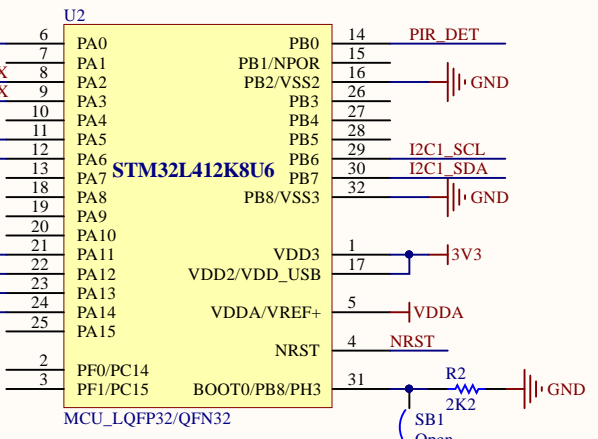 U2
6 PA0 PB0 14 PIR_DET
7 PA1 PB1/NPOR 15
X 8 PA2 PB2/VSS2 16 GND
X 9 PA3 PB3 26
10 PA4 PB4 27
11 PA5 PB5 28
12 PA6 PB6 29 I2C1_SCL
13 PA7 STM32L412K8U6 PB7 30 I2C1_SDA
18 PA8 PB8/VSS3 32 GND
19 PA9
20 PA10
21 PA11 VDD3 1 3V3
22 PA12 VDD2/VDD_USB 17
23 PA13
24 PA14 VDDA/VREF+ 5 VDDA
25 PA15
NRST 4 NRST
2 PF0/PC14
3 PF1/PC15 BOOT0/PB8/PH3 31 R2 2K2 GND
MCU_LQFP32/QFN32
SB1
Open